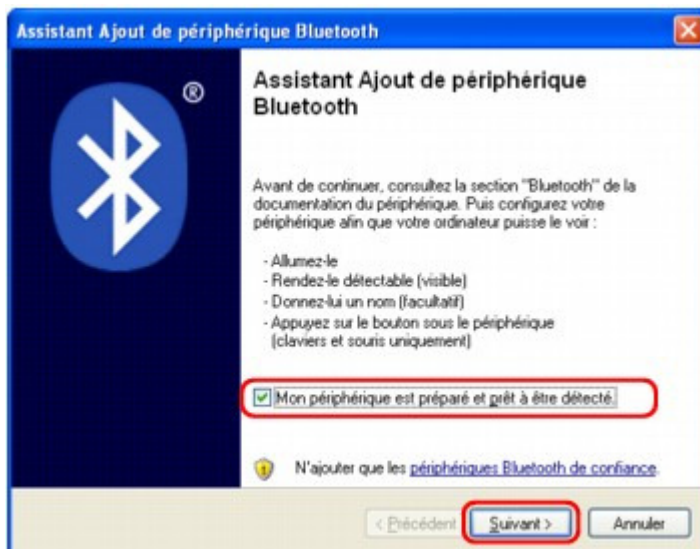 Assistant Ajout de périphérique Bluetooth
®
Assistant Ajout de périphérique
Bluetooth
Avant de continuer, consultez la section "Bluetooth" de la
documentation du périphérique. Puis configurez votre
périphérique afin que votre ordinateur puisse le voir :
- Allumez-le
- Rendez-le détectable (visible)
- Donnez-lui un nom (facultatif)
- Appuyez sur le bouton sous le périphérique
(claviers et souris uniquement)
Mon périphérique est préparé et prêt à être détecté.
N'ajouter que les périphériques Bluetooth de confiance.
< Précédent
Suivant >
Annuler